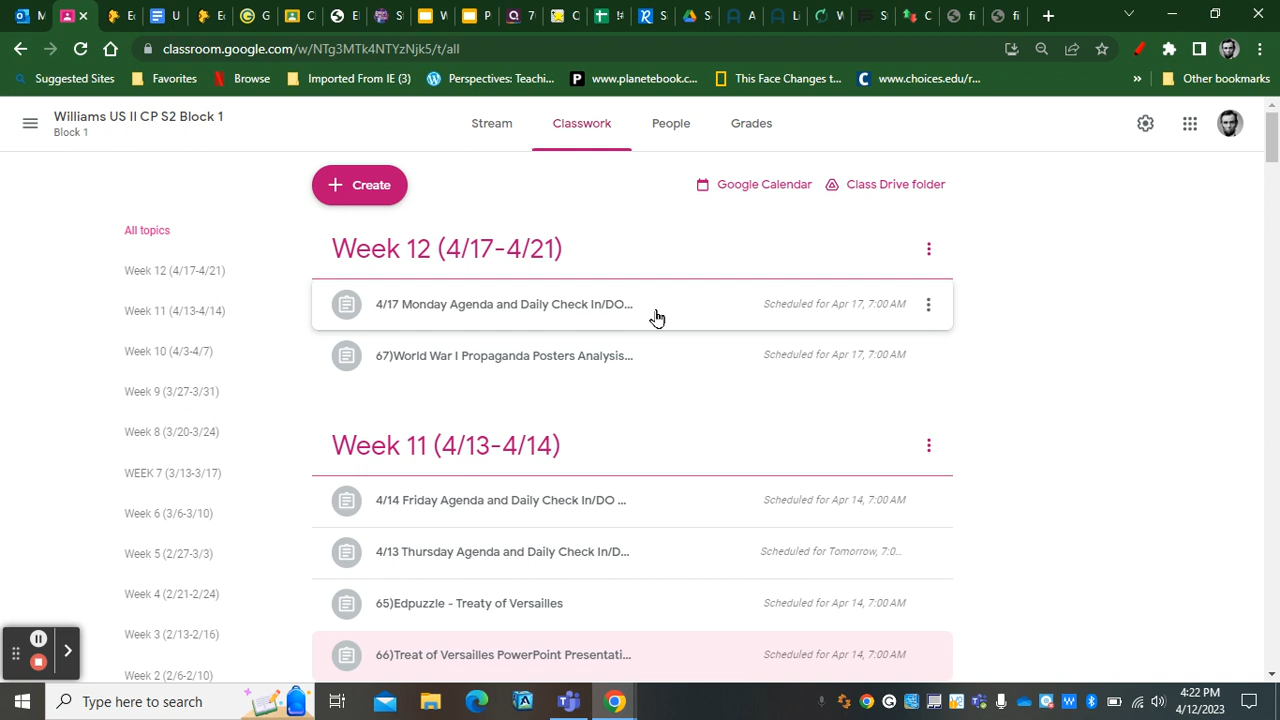 classroom.google.com/w/NTg3MTk4NTYzNjk5/t/all
Suggested Sites
Favorites
Browse
Imported From IE (3)
Perspectives: Teachi...
www.planetebook.c...
This Face Changes t...
www.choices.edu/r...
»
Other bookmarks
Williams US II CP S2 Block 1
Block 1
Stream
Classwork
People
Grades
+ Create
Google Calendar
Class Drive folder
All topics
Week 12 (4/17-4/21)
Week 11 (4/13-4/14)
Week 10 (4/3-4/7)
Week 9 (3/27-3/31)
Week 8 (3/20-3/24)
WEEK 7 (3/13-3/17)
Week 6 (3/6-3/10)
Week 5 (2/27-3/3)
Week 4 (2/21-2/24)
Week 3 (2/13-2/16)
Week 2 (2/6-2/10)
Week 12 (4/17-4/21)
4/17 Monday Agenda and Daily Check In/DO... Scheduled for Apr 17, 7:00 AM
67)World War I Propaganda Posters Analysis... Scheduled for Apr 17, 7:00 AM
Week 11 (4/13-4/14)
4/14 Friday Agenda and Daily Check In/DO ... Scheduled for Apr 14, 7:00 AM
4/13 Thursday Agenda and Daily Check In/D... Scheduled for Tomorrow, 7:0...
65)Edpuzzle - Treaty of Versailles Scheduled for Apr 14, 7:00 AM
66)Treat of Versailles PowerPoint Presentati... Scheduled for Apr 14, 7:00 AM
Type here to search
4:22 PM
4/12/2023